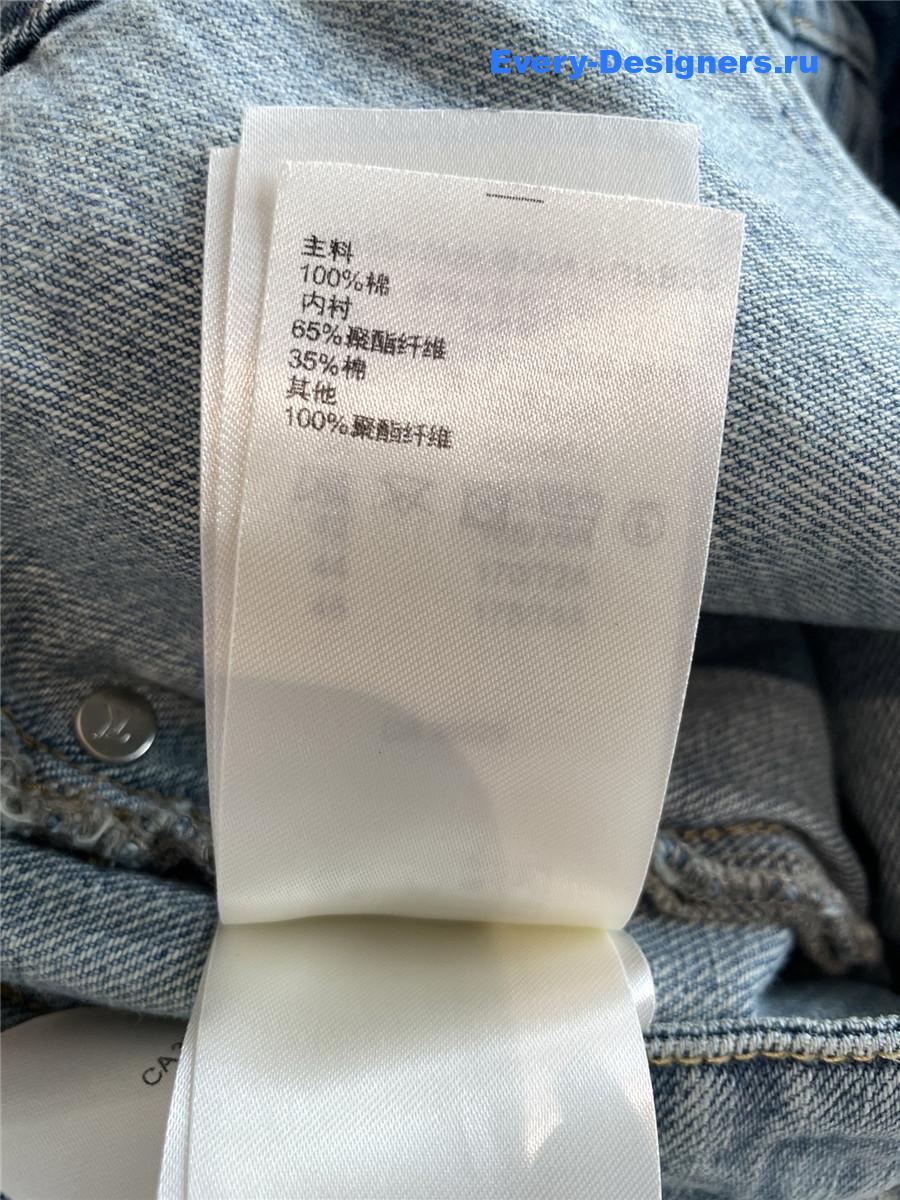 Every-Designers.ru
主料
100%棉
内衬
65%聚酯纤维
35%棉
其他
100%聚酯纤维
CA